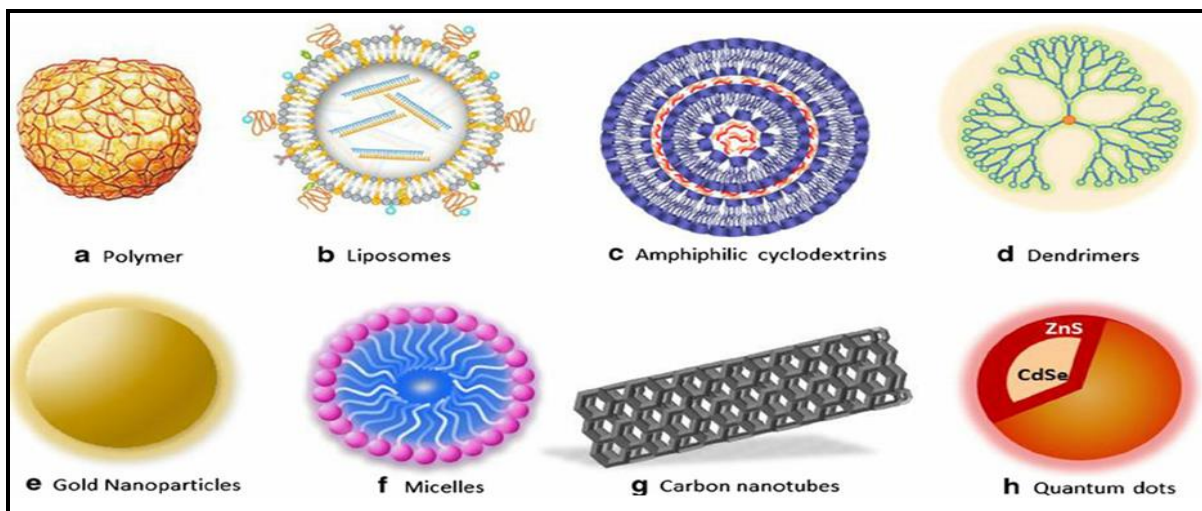 a Polymer
b Liposomes
c Amphiphilic cyclodextrins
d Dendrimers
ZnS
CdSe
e Gold Nanoparticles
f Micelles
g Carbon nanotubes
h Quantum dots